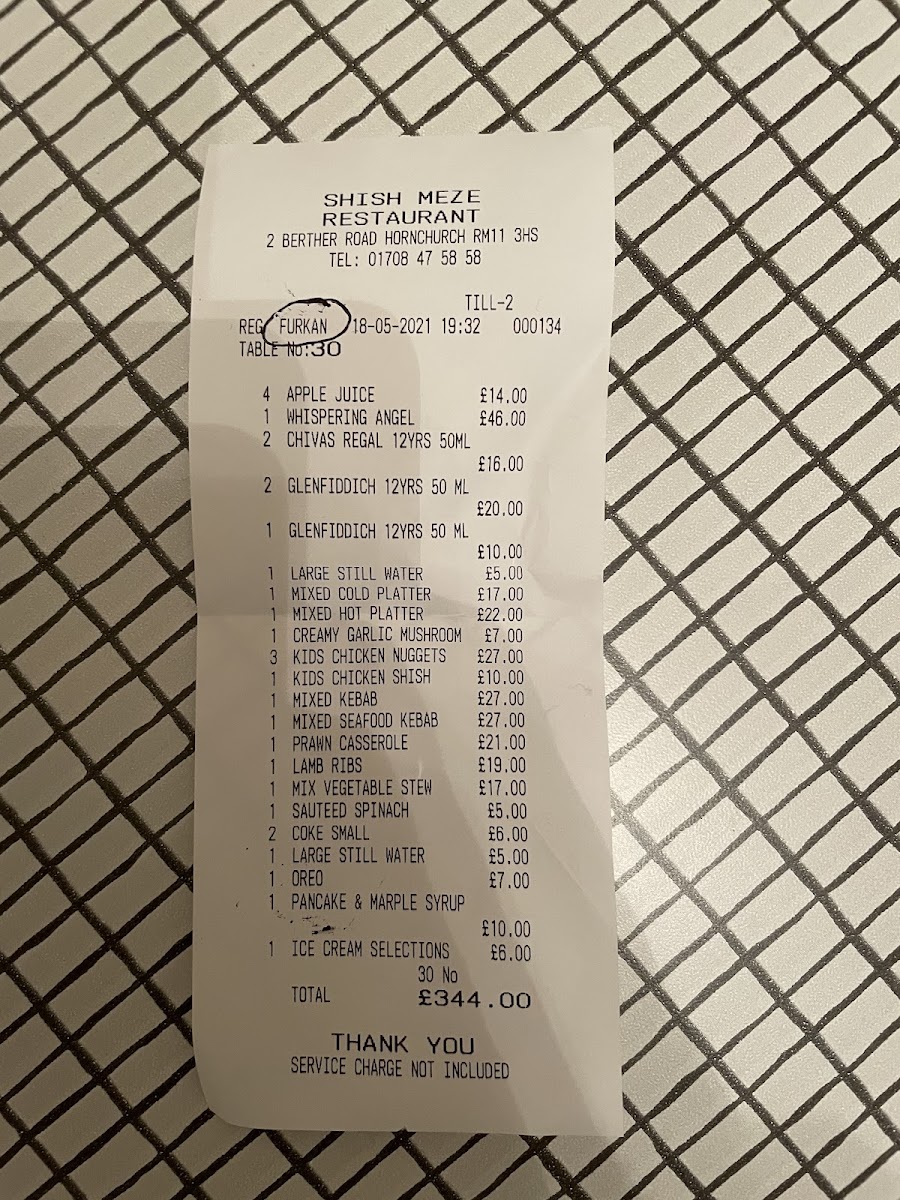 SHISH MEZE
RESTAURANT
2 BERTHER ROAD HORNCHURCH RM11 3HS
TEL: 01708 47 58 58
TILL-2
REG FURKAN 18-05-2021 19:32 000134
TABLE No:30
4 APPLE JUICE £14.00
1 WHISPERING ANGEL £46.00
2 CHIVAS REGAL 12YRS 50ML
£16.00
2 GLENFIDDICH 12YRS 50 ML
£20.00
1 GLENFIDDICH 12YRS 50 ML
£10.00
1 LARGE STILL WATER £5.00
1 MIXED COLD PLATTER £17.00
1 MIXED HOT PLATTER £22.00
1 CREAMY GARLIC MUSHROOM £7.00
3 KIDS CHICKEN NUGGETS £27.00
1 KIDS CHICKEN SHISH £10.00
1 MIXED KEBAB £27.00
1 MIXED SEAFOOD KEBAB £27.00
1 PRAWN CASSEROLE £21.00
1 LAMB RIBS £19.00
1 MIX VEGETABLE STEW £17.00
1 SAUTEED SPINACH £5.00
2 COKE SMALL £6.00
1 LARGE STILL WATER £5.00
1 OREO £7.00
1 PANCAKE & MARPLE SYRUP
£10.00
1 ICE CREAM SELECTIONS £6.00
30 No
TOTAL £344.00
THANK YOU
SERVICE CHARGE NOT INCLUDED